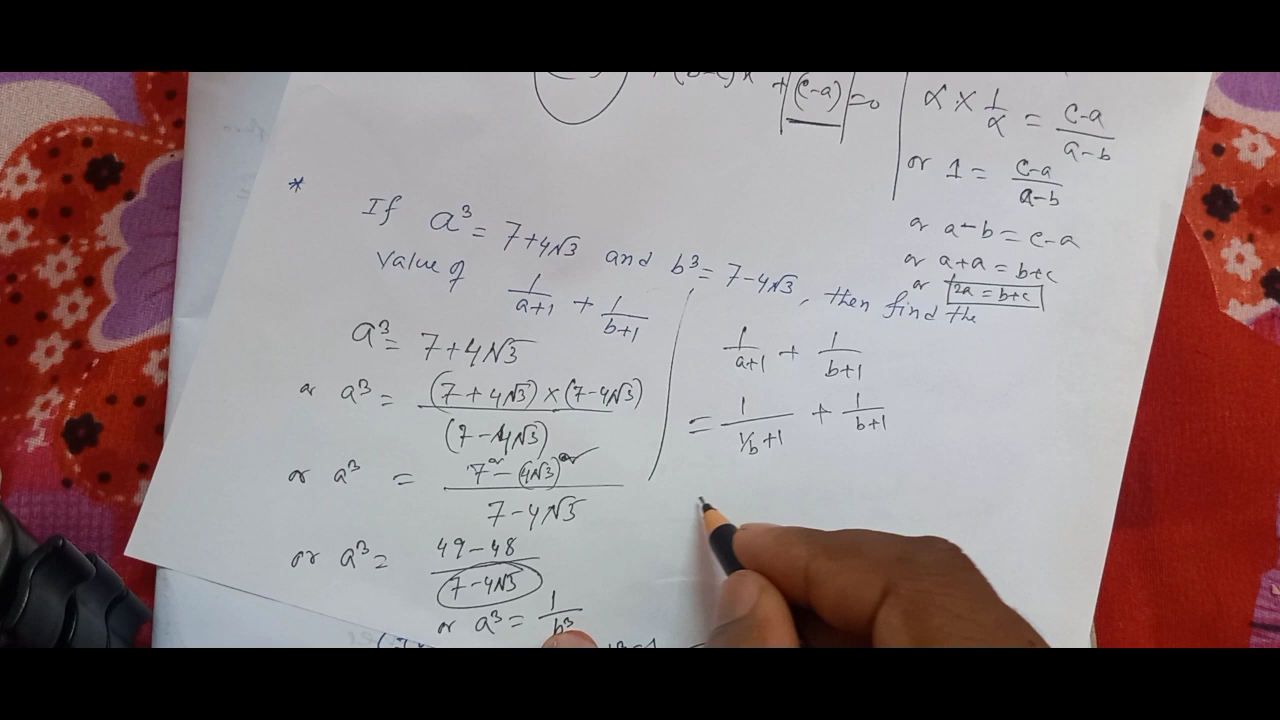 + (c-a) = 0
α × 1/α = c-a/a-b
or 1 = c-a/a-b
or a-b = c-a
or a+a = b+c
or 2a = b+c
* If a³ = 7+4√3 and b³ = 7-4√3, then find the
value of 1/a+1 + 1/b+1
a³ = 7+4√3
or a³ = (7+4√3)×(7-4√3)/(7-4√3)
or a³ = 7² - (4√3)²/7-4√3
or a³ = 49-48/7-4√3
or a³ = 1/b³
1/a+1 + 1/b+1
= 1/1/b+1 + 1/b+1